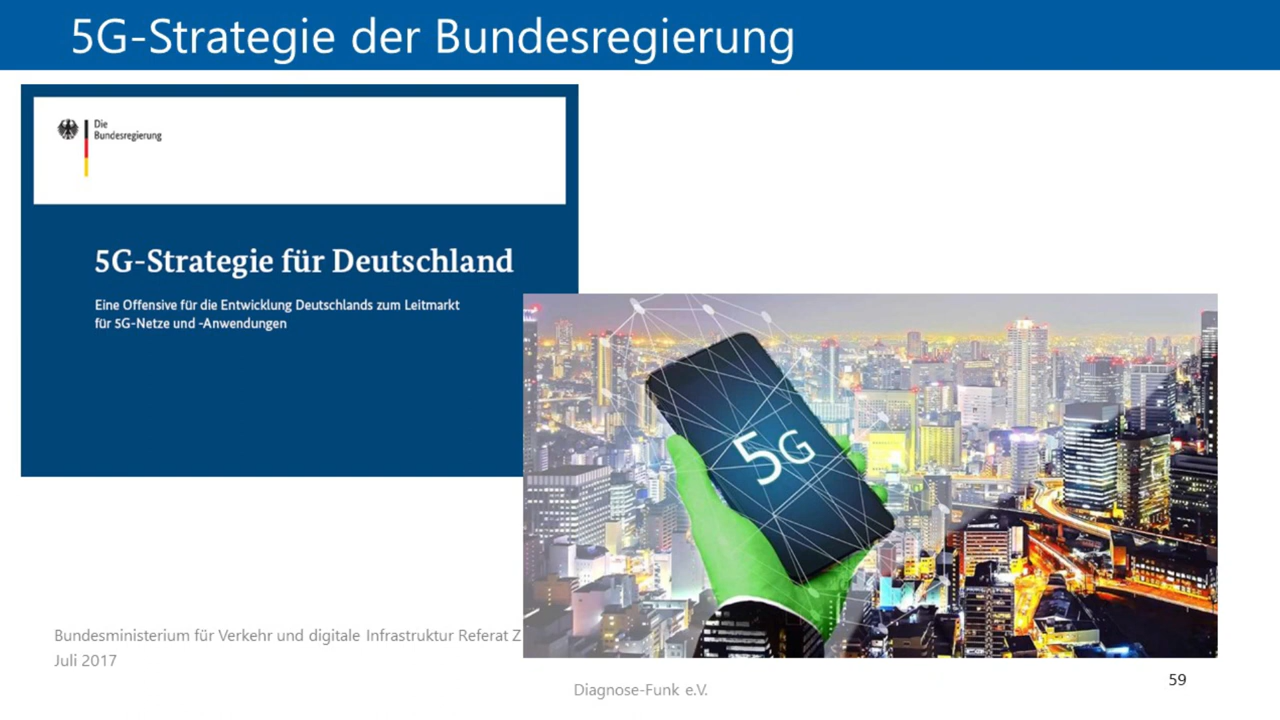 5G-Strategie der Bundesregierung
Die
Bundesregierung
5G-Strategie für Deutschland
Eine Offensive für die Entwicklung Deutschlands zum Leitmarkt
für 5G-Netze und -Anwendungen
5G
Bundesministerium für Verkehr und digitale Infrastruktur Referat Z
Juli 2017
Diagnose-Funk e.V.
59